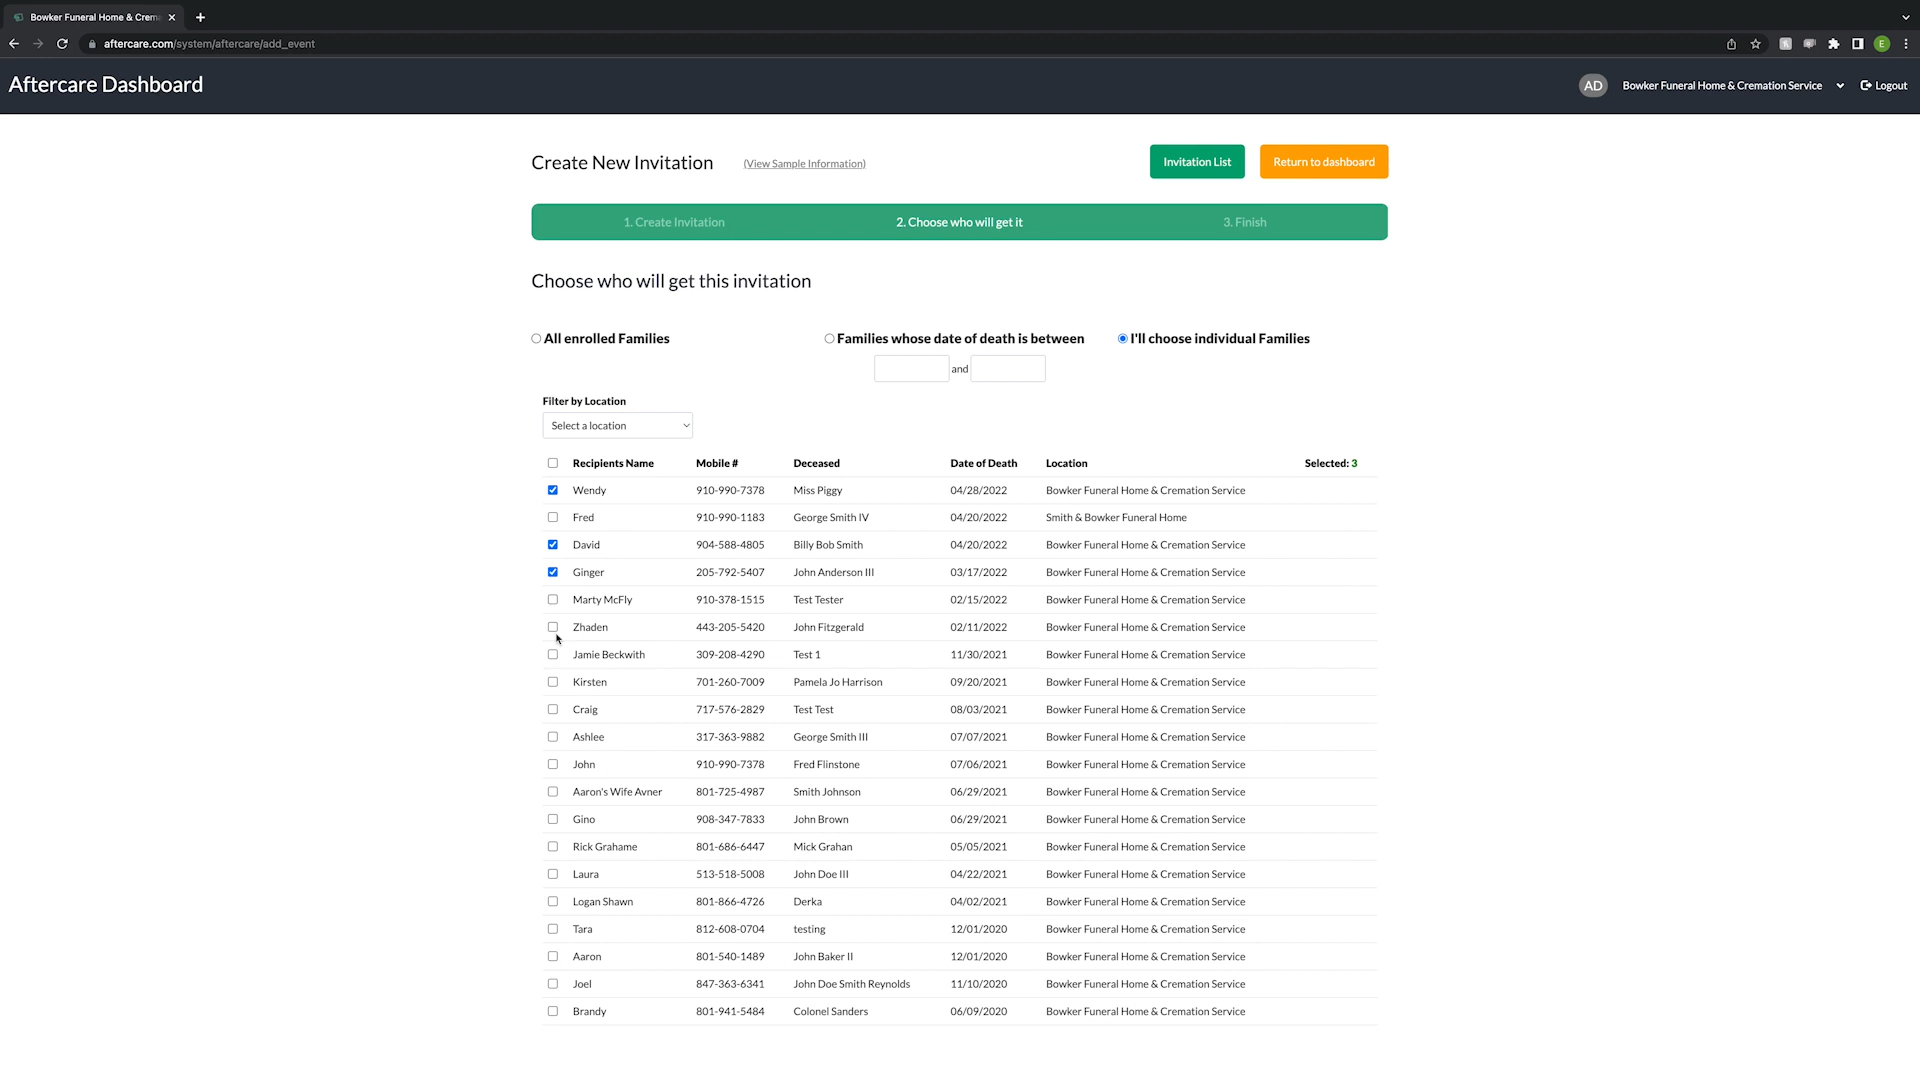 Bowker Funeral Home & Crema
aftercare.com/system/aftercare/add_event
E
Aftercare Dashboard
AD
Bowker Funeral Home & Cremation Service
Logout
Create New Invitation
(View Sample Information)
Invitation List
Return to dashboard
1. Create Invitation
2. Choose who will get it
3. Finish
Choose who will get this invitation
All enrolled Families
Families whose date of death is between
I'll choose individual Families
and
Filter by Location
Select a location
Recipients Name Mobile # Deceased Date of Death Location Selected: 3
Wendy 910-990-7378 Miss Piggy 04/28/2022 Bowker Funeral Home & Cremation Service
Fred 910-990-1183 George Smith IV 04/20/2022 Smith & Bowker Funeral Home
David 904-588-4805 Billy Bob Smith 04/20/2022 Bowker Funeral Home & Cremation Service
Ginger 205-792-5407 John Anderson III 03/17/2022 Bowker Funeral Home & Cremation Service
Marty McFly 910-378-1515 Test Tester 02/15/2022 Bowker Funeral Home & Cremation Service
Zhaden 443-205-5420 John Fitzgerald 02/11/2022 Bowker Funeral Home & Cremation Service
Jamie Beckwith 309-208-4290 Test 1 11/30/2021 Bowker Funeral Home & Cremation Service
Kirsten 701-260-7009 Pamela Jo Harrison 09/20/2021 Bowker Funeral Home & Cremation Service
Craig 717-576-2829 Test Test 08/03/2021 Bowker Funeral Home & Cremation Service
Ashlee 317-363-9882 George Smith III 07/07/2021 Bowker Funeral Home & Cremation Service
John 910-990-7378 Fred Flinstone 07/06/2021 Bowker Funeral Home & Cremation Service
Aaron's Wife Avner 801-725-4987 Smith Johnson 06/29/2021 Bowker Funeral Home & Cremation Service
Gino 908-347-7833 John Brown 06/29/2021 Bowker Funeral Home & Cremation Service
Rick Grahame 801-686-6447 Mick Grahan 05/05/2021 Bowker Funeral Home & Cremation Service
Laura 513-518-5008 John Doe III 04/22/2021 Bowker Funeral Home & Cremation Service
Logan Shawn 801-866-4726 Derka 04/02/2021 Bowker Funeral Home & Cremation Service
Tara 812-608-0704 testing 12/01/2020 Bowker Funeral Home & Cremation Service
Aaron 801-540-1489 John Baker II 12/01/2020 Bowker Funeral Home & Cremation Service
Joel 847-363-6341 John Doe Smith Reynolds 11/10/2020 Bowker Funeral Home & Cremation Service
Brandy 801-941-5484 Colonel Sanders 06/09/2020 Bowker Funeral Home & Cremation Service